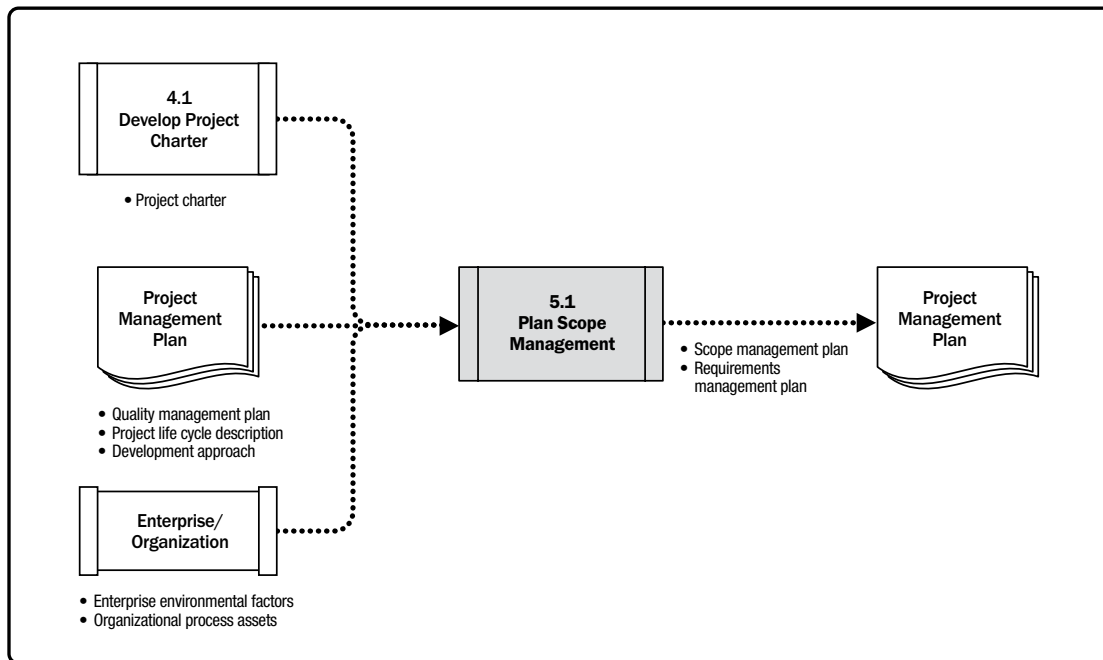 4.1
Develop Project
Charter
• Project charter
Project
Management
Plan
• Quality management plan
• Project life cycle description
• Development approach
Enterprise/
Organization
• Enterprise environmental factors
• Organizational process assets
5.1
Plan Scope
Management
• Scope management plan
• Requirements
management plan
Project
Management
Plan